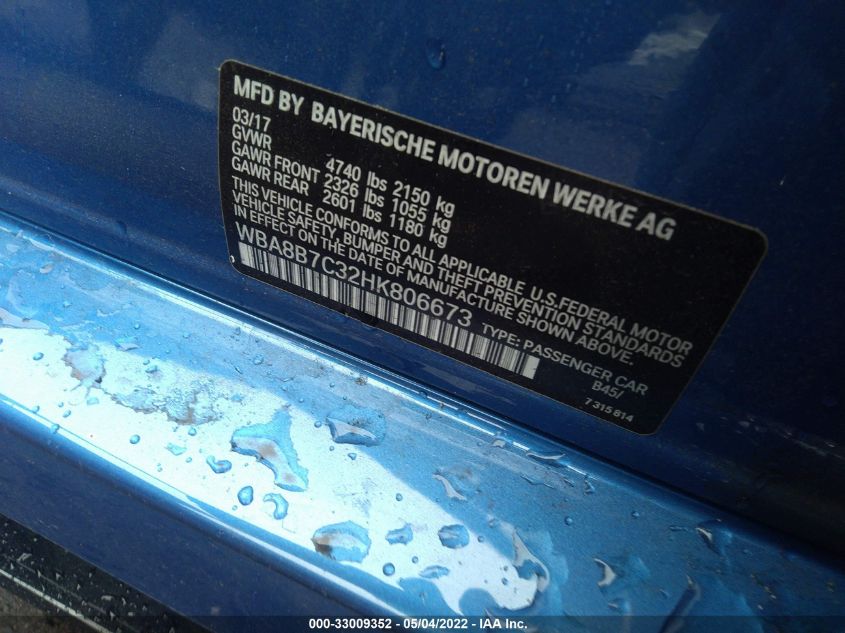 MFD BY BAYERISCHE MOTOREN WERKE AG
03/17
GVWR 4740 lbs 2150 kg
GAWR FRONT 2326 lbs 1055 kg
GAWR REAR 2601 lbs 1180 kg
THIS VEHICLE CONFORMS TO ALL APPLICABLE U.S.FEDERAL MOTOR
VEHICLE SAFETY, BUMPER AND THEFT PREVENTION STANDARDS
IN EFFECT ON THE DATE OF MANUFACTURE SHOWN ABOVE.
WBA8B7C32HK806673 TYPE: PASSENGER CAR
B45/
7 315 814
000-33009352 - 05/04/2022 - IAA Inc.